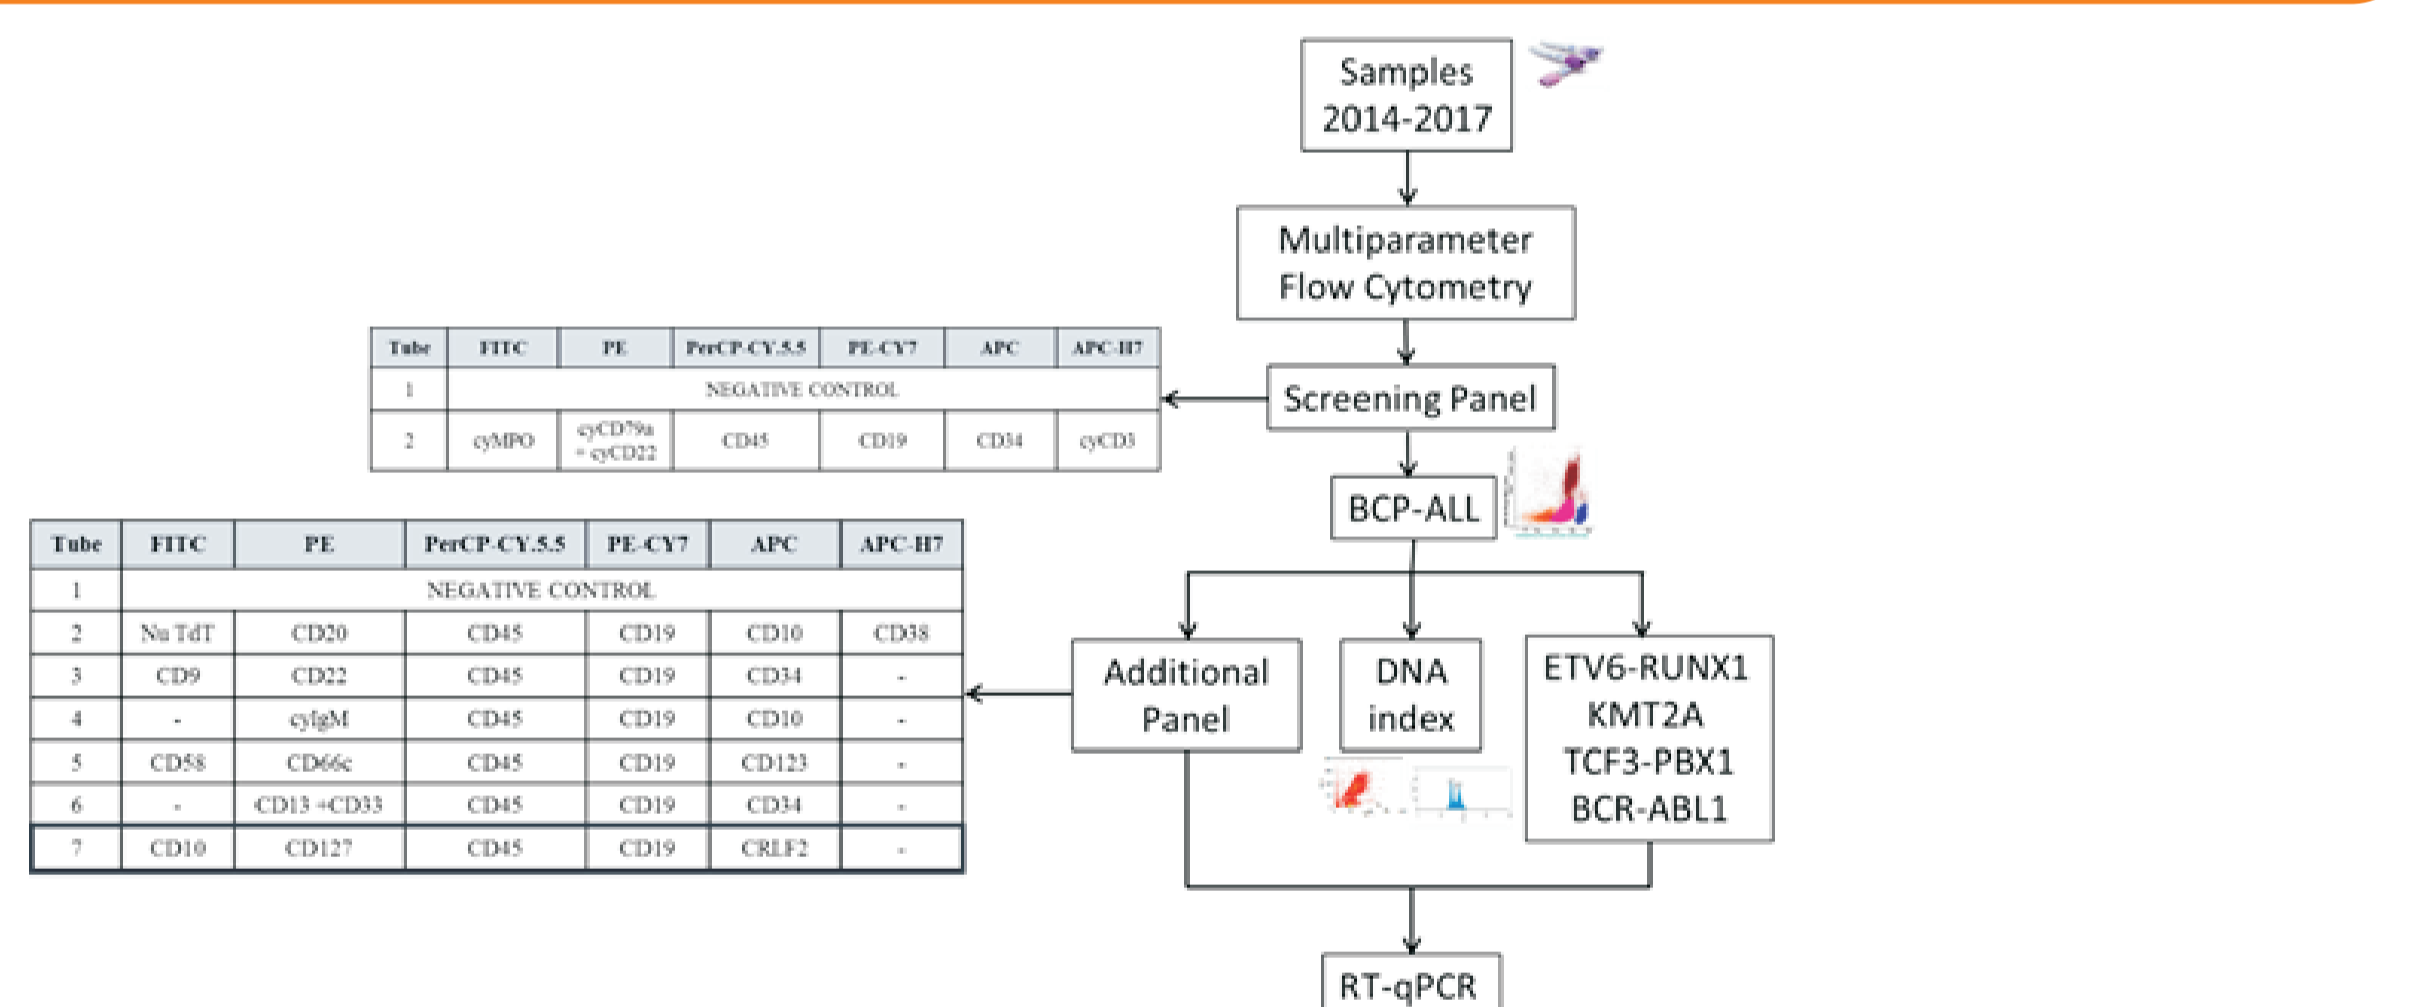 Samples
2014-2017
Multiparameter
Flow Cytometry
Screening Panel
Tube FITC PE PerCP-CY.5.5 PE-CY7 APC APC-H7
1 NEGATIVE CONTROL
2 cyMPO cyCD79a + cyCD22 CD45 CD19 CD34 cyCD3
BCP-ALL
Tube FITC PE PerCP-CY.5.5 PE-CY7 APC APC-H7
1 NEGATIVE CONTROL
2 Nu TdT CD20 CD45 CD19 CD10 CD38
3 CD9 CD22 CD45 CD19 CD34 -
4 - cyIgM CD45 CD19 CD10 -
5 CD58 CD66c CD45 CD19 CD123 -
6 - CD13 +CD33 CD45 CD19 CD34 -
7 CD10 CD127 CD45 CD19 CRLF2 -
Additional
Panel
DNA
index
ETV6-RUNX1
KMT2A
TCF3-PBX1
BCR-ABL1
RT-qPCR